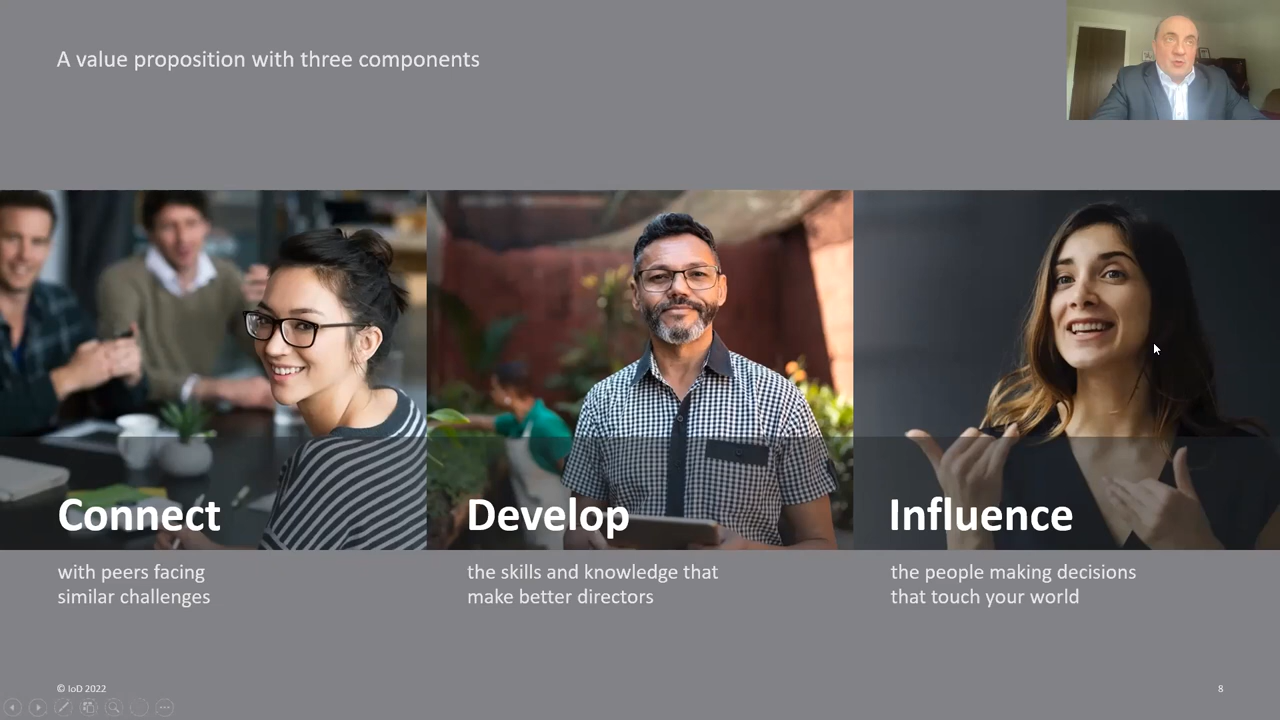 A value proposition with three components
Connect
with peers facing
similar challenges
Develop
the skills and knowledge that
make better directors
Influence
the people making decisions
that touch your world
© IoD 2022
8